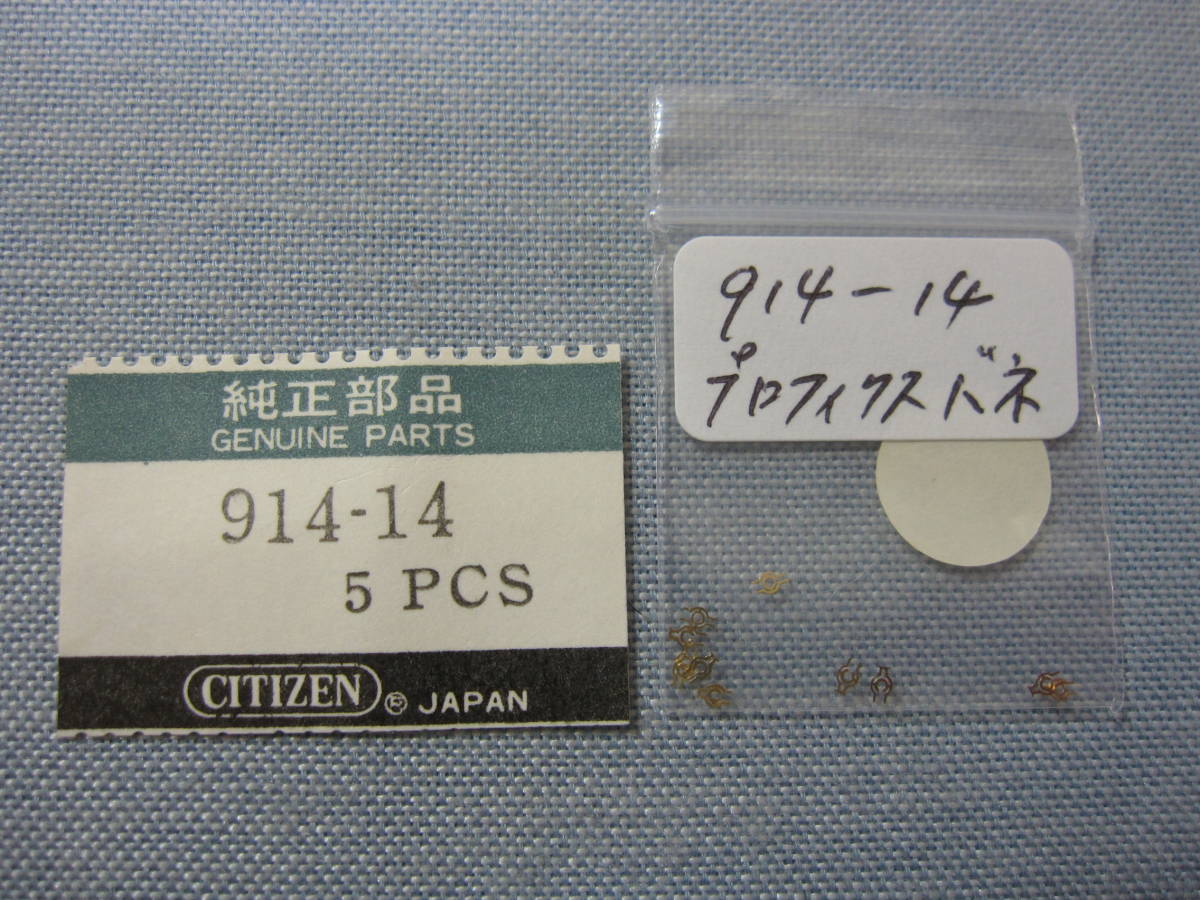 純正部品
GENUINE PARTS
914-14
5 PCS
CITIZEN JAPAN
914-14
プロフィクスバネ